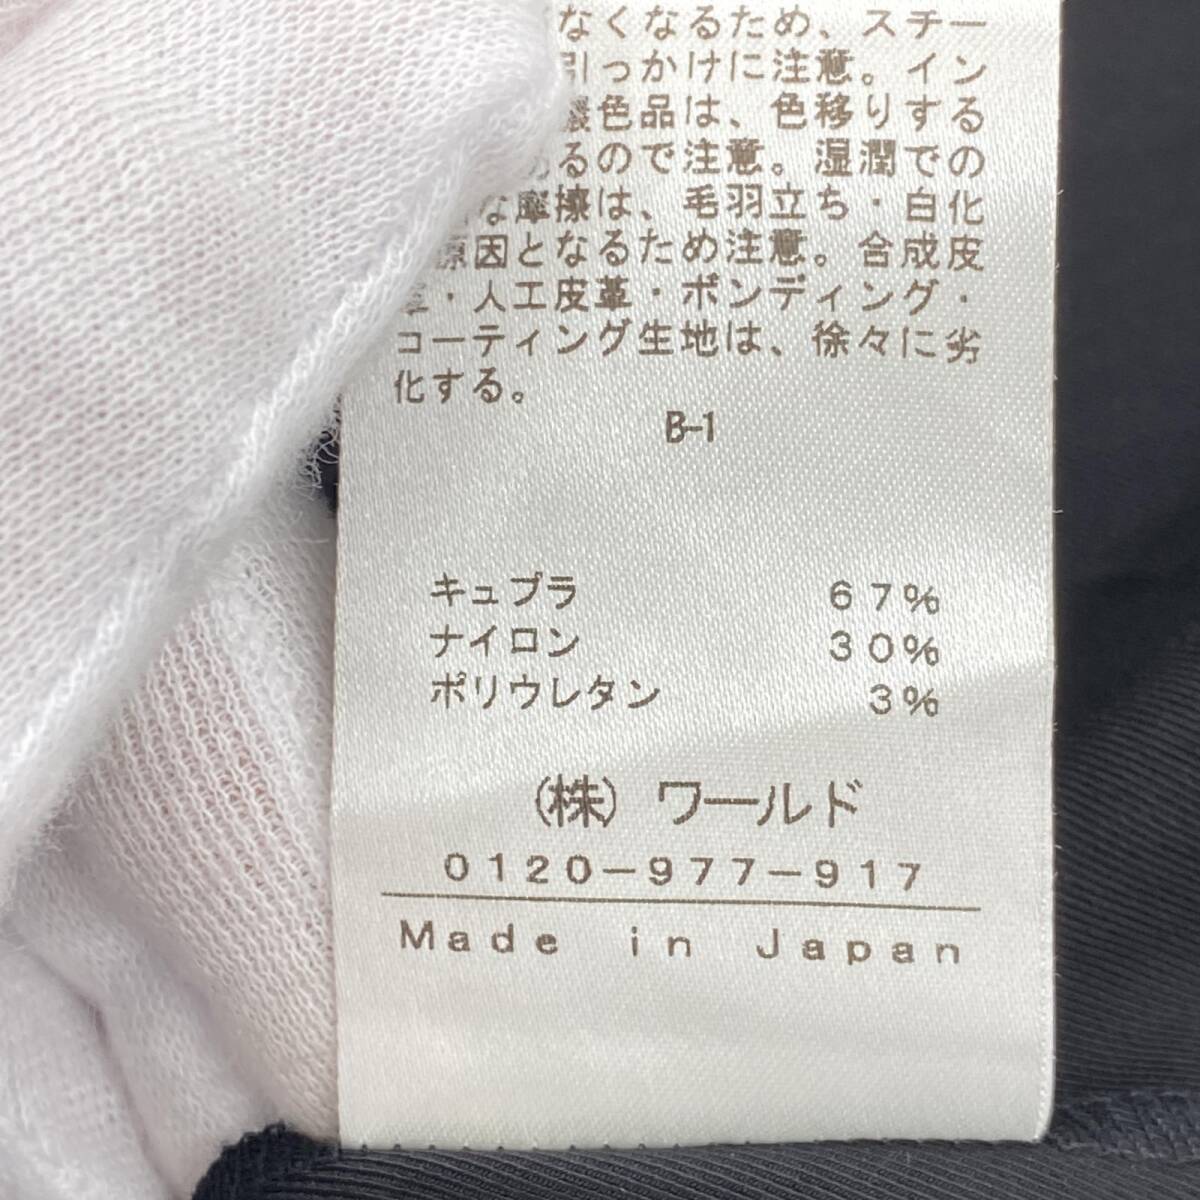 なくなるため、スチー
引っかけに注意。イン
濃色品は、色移りする
あるので注意。湿潤での
な摩擦は、毛羽立ち・白化
原因となるため注意。合成皮
革・人工皮革・ボンディング・
コーティング生地は、徐々に劣
化する。
B-1
キュプラ 67%
ナイロン 30%
ポリウレタン 3%
(株) ワールド
0120-977-917
Made in Japan